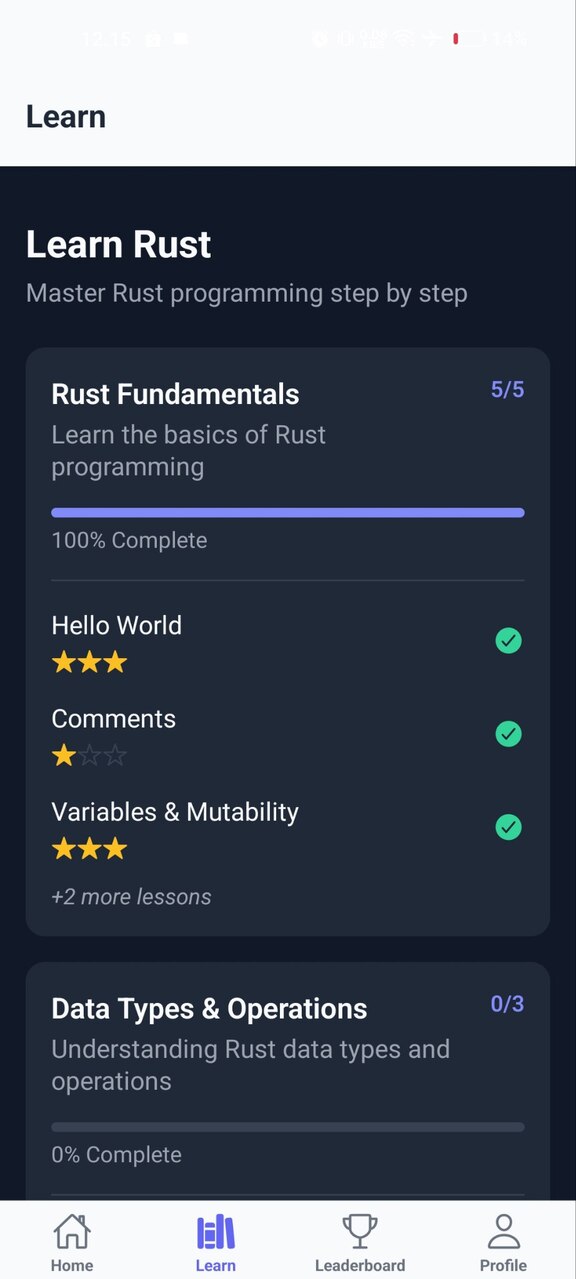 12:15
14%
Learn
Learn Rust
Master Rust programming step by step
Rust Fundamentals
5/5
Learn the basics of Rust
programming
100% Complete
Hello World
Comments
Variables & Mutability
+2 more lessons
Data Types & Operations
0/3
Understanding Rust data types and
operations
0% Complete
Home
Learn
Leaderboard
Profile